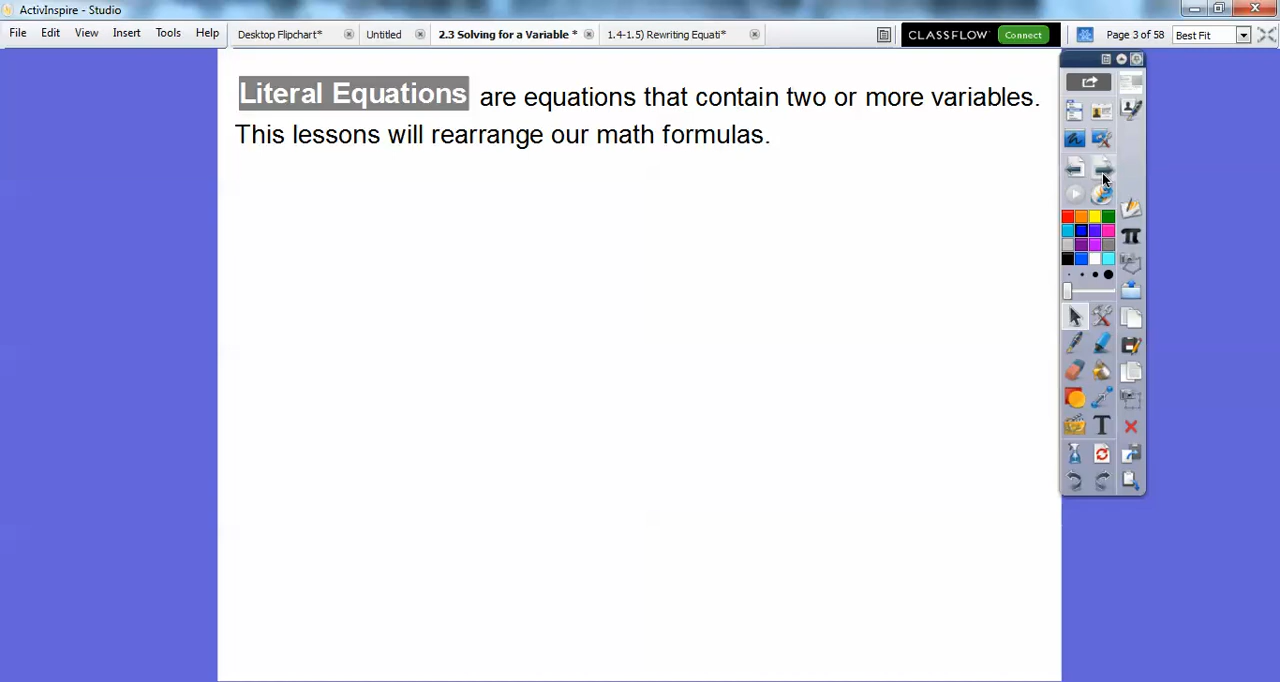 ActivInspire - Studio
File Edit View Insert Tools Help Desktop Flipchart* Untitled 2.3 Solving for a Variable * 1.4-1.5) Rewriting Equati* CLASSFLOW Connect Page 3 of 58 Best Fit
Literal Equations are equations that contain two or more variables.
This lessons will rearrange our math formulas.